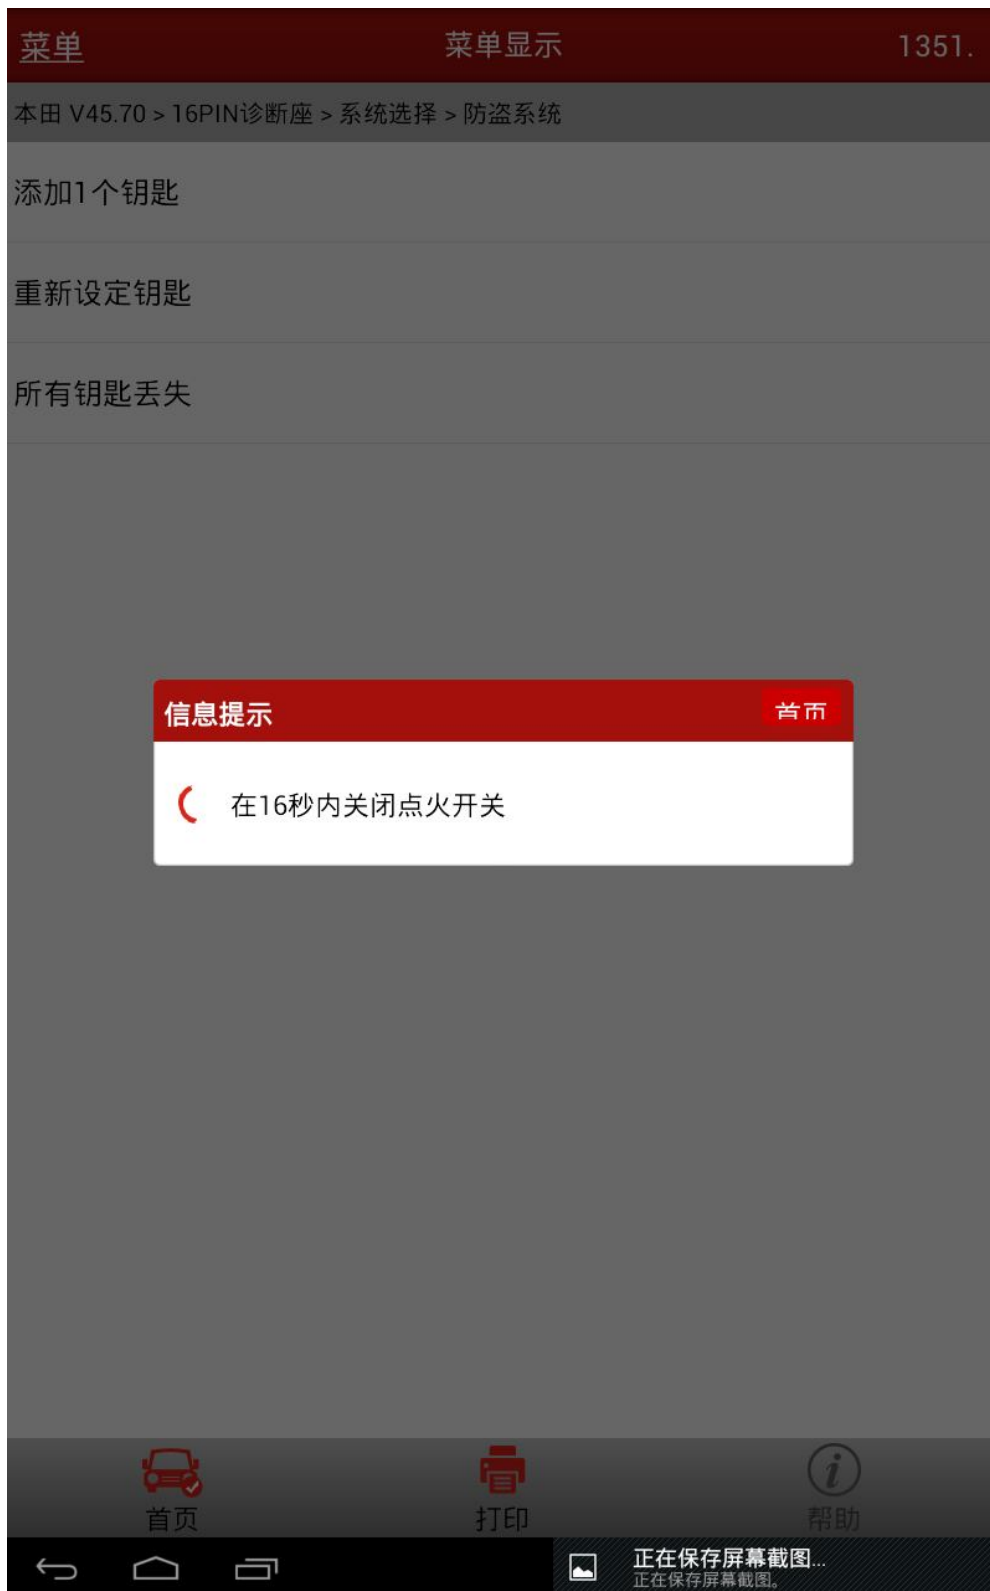 菜单 菜单显示 1351.
本田 V45.70 > 16PIN诊断座 > 系统选择 > 防盗系统
添加1个钥匙
重新设定钥匙
所有钥匙丢失
信息提示 首页
在16秒内关闭点火开关
首页 打印 帮助
正在保存屏幕截图...
正在保存屏幕截图。